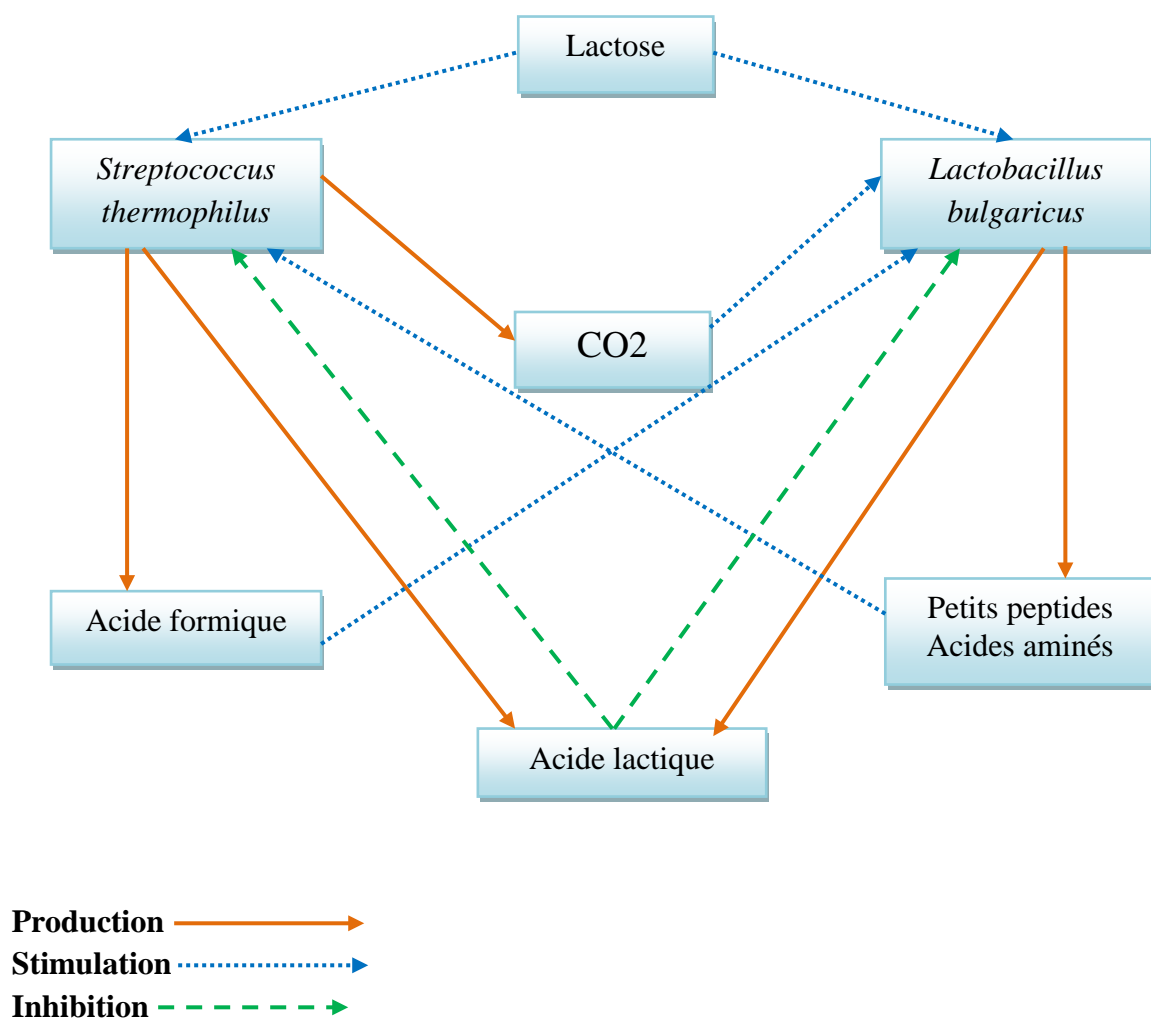 Lactose
Streptococcus
thermophilus
Lactobacillus
bulgaricus
CO2
Acide formique
Petits peptides
Acides aminés
Acide lactique
Production
Stimulation
Inhibition